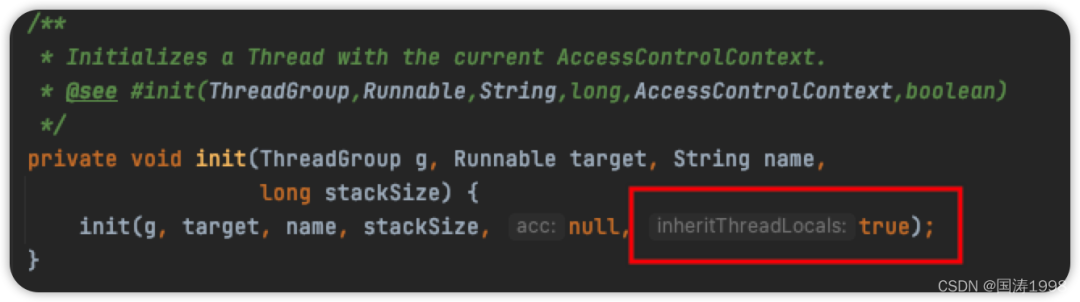 /**
* Initializes a Thread with the current AccessControlContext.
* @see #init(ThreadGroup,Runnable,String,long,AccessControlContext,boolean)
*/
private void init(ThreadGroup g, Runnable target, String name,
long stackSize) {
init(g, target, name, stackSize, acc: null, inheritThreadLocals: true);
}
CSDN @国涛1998